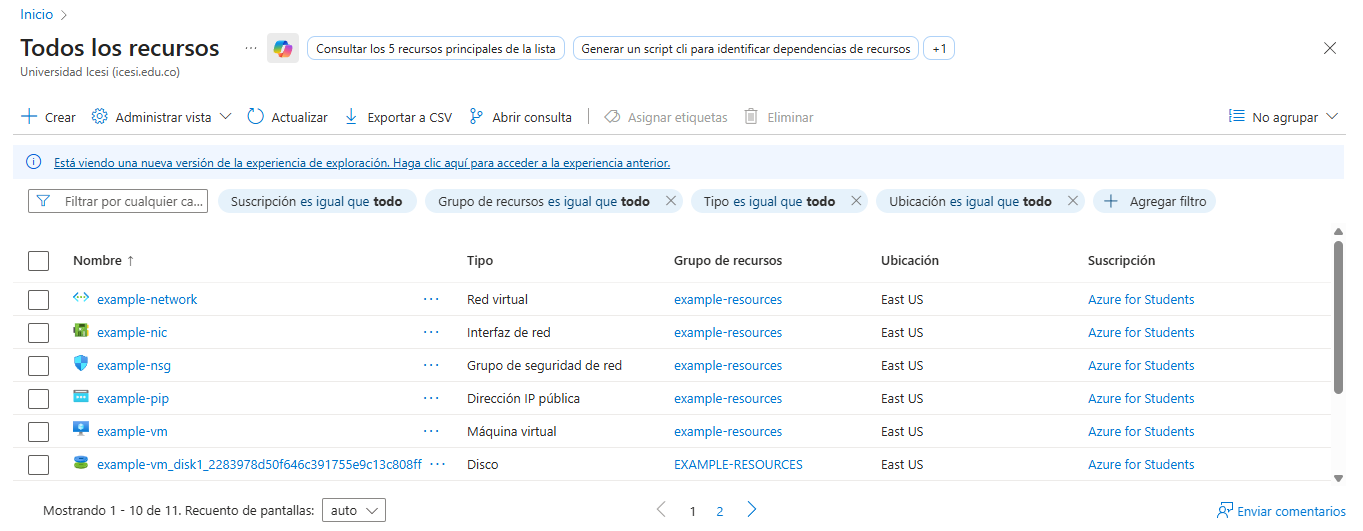 Inicio >
Todos los recursos ... Consultar los 5 recursos principales de la lista Generar un script cli para identificar dependencias de recursos +1
Universidad Icesi (icesi.edu.co)
Crear Administrar vista Actualizar Exportar a CSV Abrir consulta Asignar etiquetas Eliminar No agrupar
Está viendo una nueva versión de la experiencia de exploración. Haga clic aquí para acceder a la experiencia anterior.
Filtrar por cualquier ca... Suscripción es igual que todo Grupo de recursos es igual que todo Tipo es igual que todo Ubicación es igual que todo Agregar filtro
Nombre ↑ Tipo Grupo de recursos Ubicación Suscripción
example-network ... Red virtual example-resources East US Azure for Students
example-nic ... Interfaz de red example-resources East US Azure for Students
example-nsg ... Grupo de seguridad de red example-resources East US Azure for Students
example-pip ... Dirección IP pública example-resources East US Azure for Students
example-vm ... Máquina virtual example-resources East US Azure for Students
example-vm_disk1_2283978d50f646c391755e9c13c808ff ... Disco EXAMPLE-RESOURCES East US Azure for Students
Mostrando 1 - 10 de 11. Recuento de pantallas: auto < 1 2 > Enviar comentarios